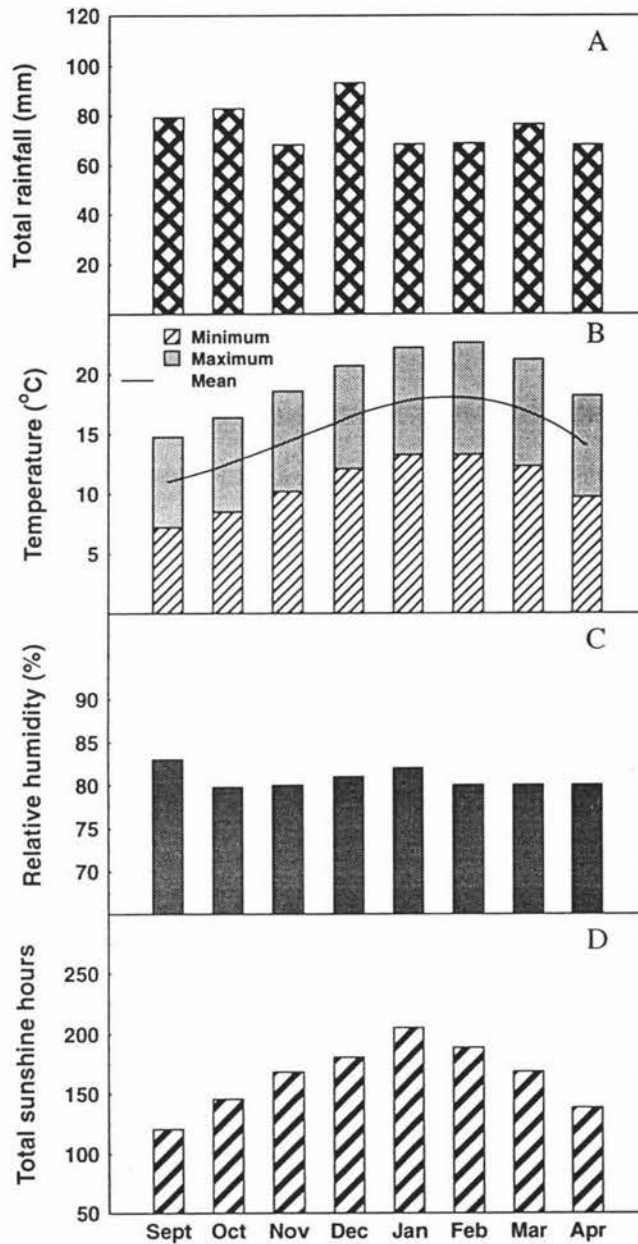 120
100
80
60
40
20
Total rainfall (mm)
A
Minimum
Maximum
Mean
B
20
15
10
5
Temperature (°C)
C
90
85
80
75
70
Relative humidity (%)
D
250
200
150
100
50
Total sunshine hours
Sept Oct Nov Dec Jan Feb Mar Apr